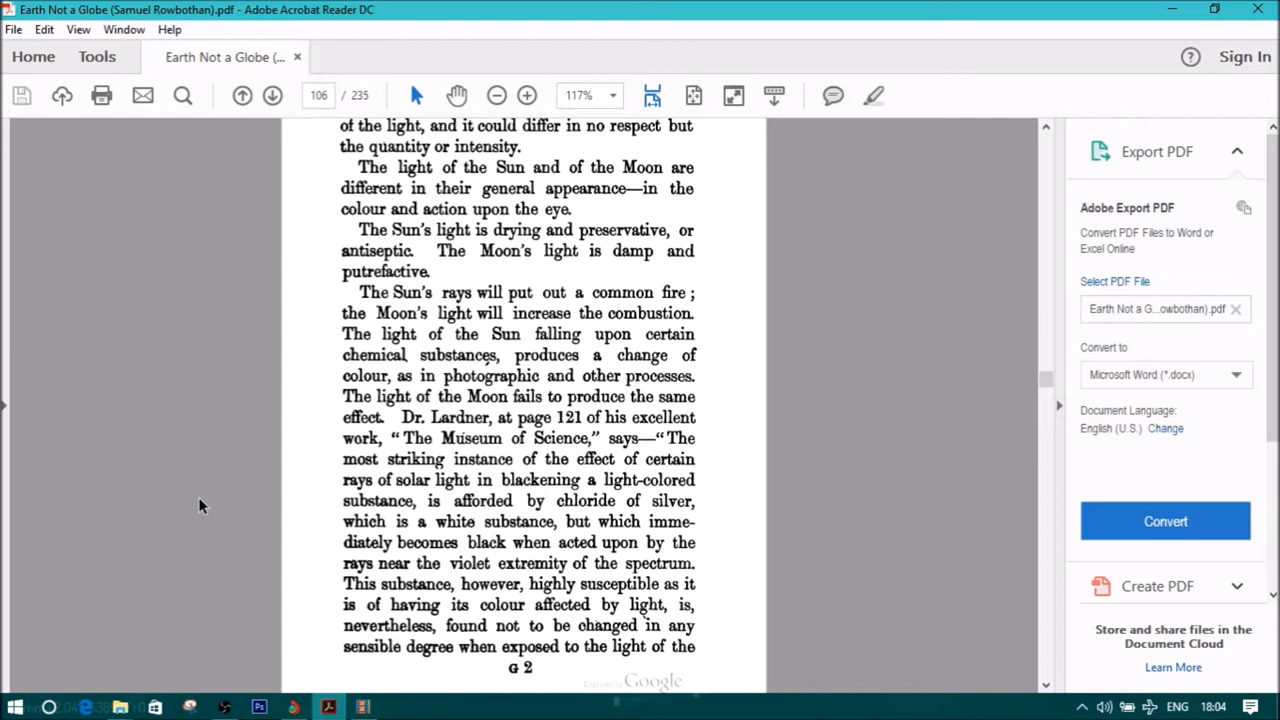 Earth Not a Globe (Samuel Rowbothan).pdf - Adobe Acrobat Reader DC
File Edit View Window Help
Home Tools Earth Not a Globe (... × Sign In
106 / 235 117%
of the light, and it could differ in no respect but
the quantity or intensity.
The light of the Sun and of the Moon are
different in their general appearance—in the
colour and action upon the eye.
The Sun's light is drying and preservative, or
antiseptic. The Moon's light is damp and
putrefactive.
The Sun's rays will put out a common fire ;
the Moon's light will increase the combustion.
The light of the Sun falling upon certain
chemical substances, produces a change of
colour, as in photographic and other processes.
The light of the Moon fails to produce the same
effect. Dr. Lardner, at page 121 of his excellent
work, “The Museum of Science,” says—“The
most striking instance of the effect of certain
rays of solar light in blackening a light-colored
substance, is afforded by chloride of silver,
which is a white substance, but which imme-
diately becomes black when acted upon by the
rays near the violet extremity of the spectrum.
This substance, however, highly susceptible as it
is of having its colour affected by light, is,
nevertheless, found not to be changed in any
sensible degree when exposed to the light of the
G 2
Google
Export PDF
Adobe Export PDF
Convert PDF Files to Word or
Excel Online
Select PDF File
Earth Not a G...owbothan).pdf ×
Convert to
Microsoft Word (*.docx)
Document Language:
English (U.S.) Change
Convert
Create PDF
Store and share files in the
Document Cloud
Learn More
ENG 18:04